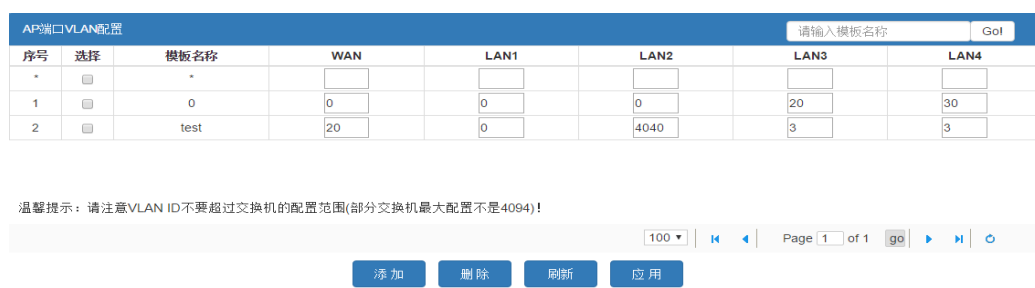 AP端口VLAN配置 请输入模板名称 Go!
序号 选择 模板名称 WAN LAN1 LAN2 LAN3 LAN4
* *
1 0 0 0 0 20 30
2 test 20 0 4040 3 3
温馨提示：请注意VLAN ID不要超过交换机的配置范围(部分交换机最大配置不是4094)！
100 Page 1 of 1 go
添加 删除 刷新 应用